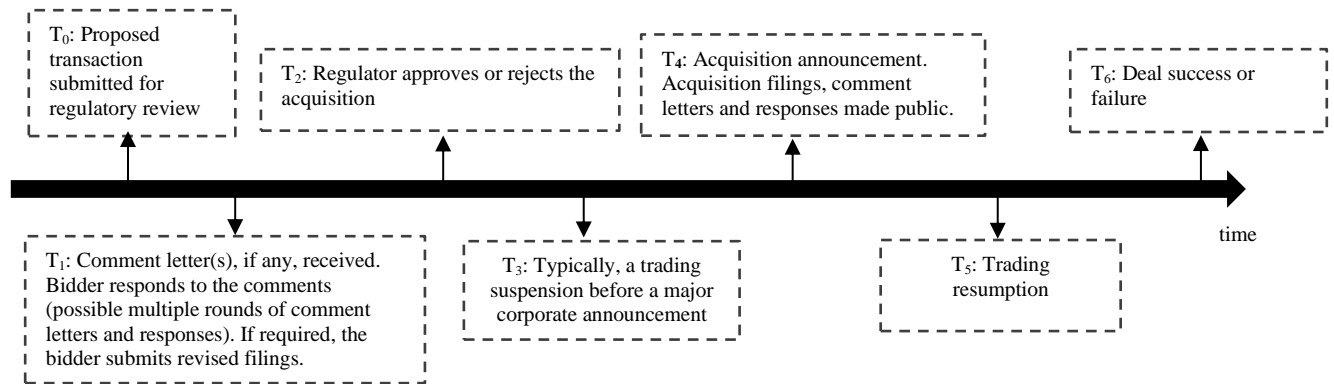 T₀: Proposed
transaction
submitted for
regulatory review
T₂: Regulator approves or rejects the
acquisition
T₄: Acquisition announcement.
Acquisition filings, comment
letters and responses made public.
T₆: Deal success or
failure
time
T₁: Comment letter(s), if any, received.
Bidder responds to the comments
(possible multiple rounds of comment
letters and responses). If required, the
bidder submits revised filings.
T₃: Typically, a trading
suspension before a major
corporate announcement
T₅: Trading
resumption